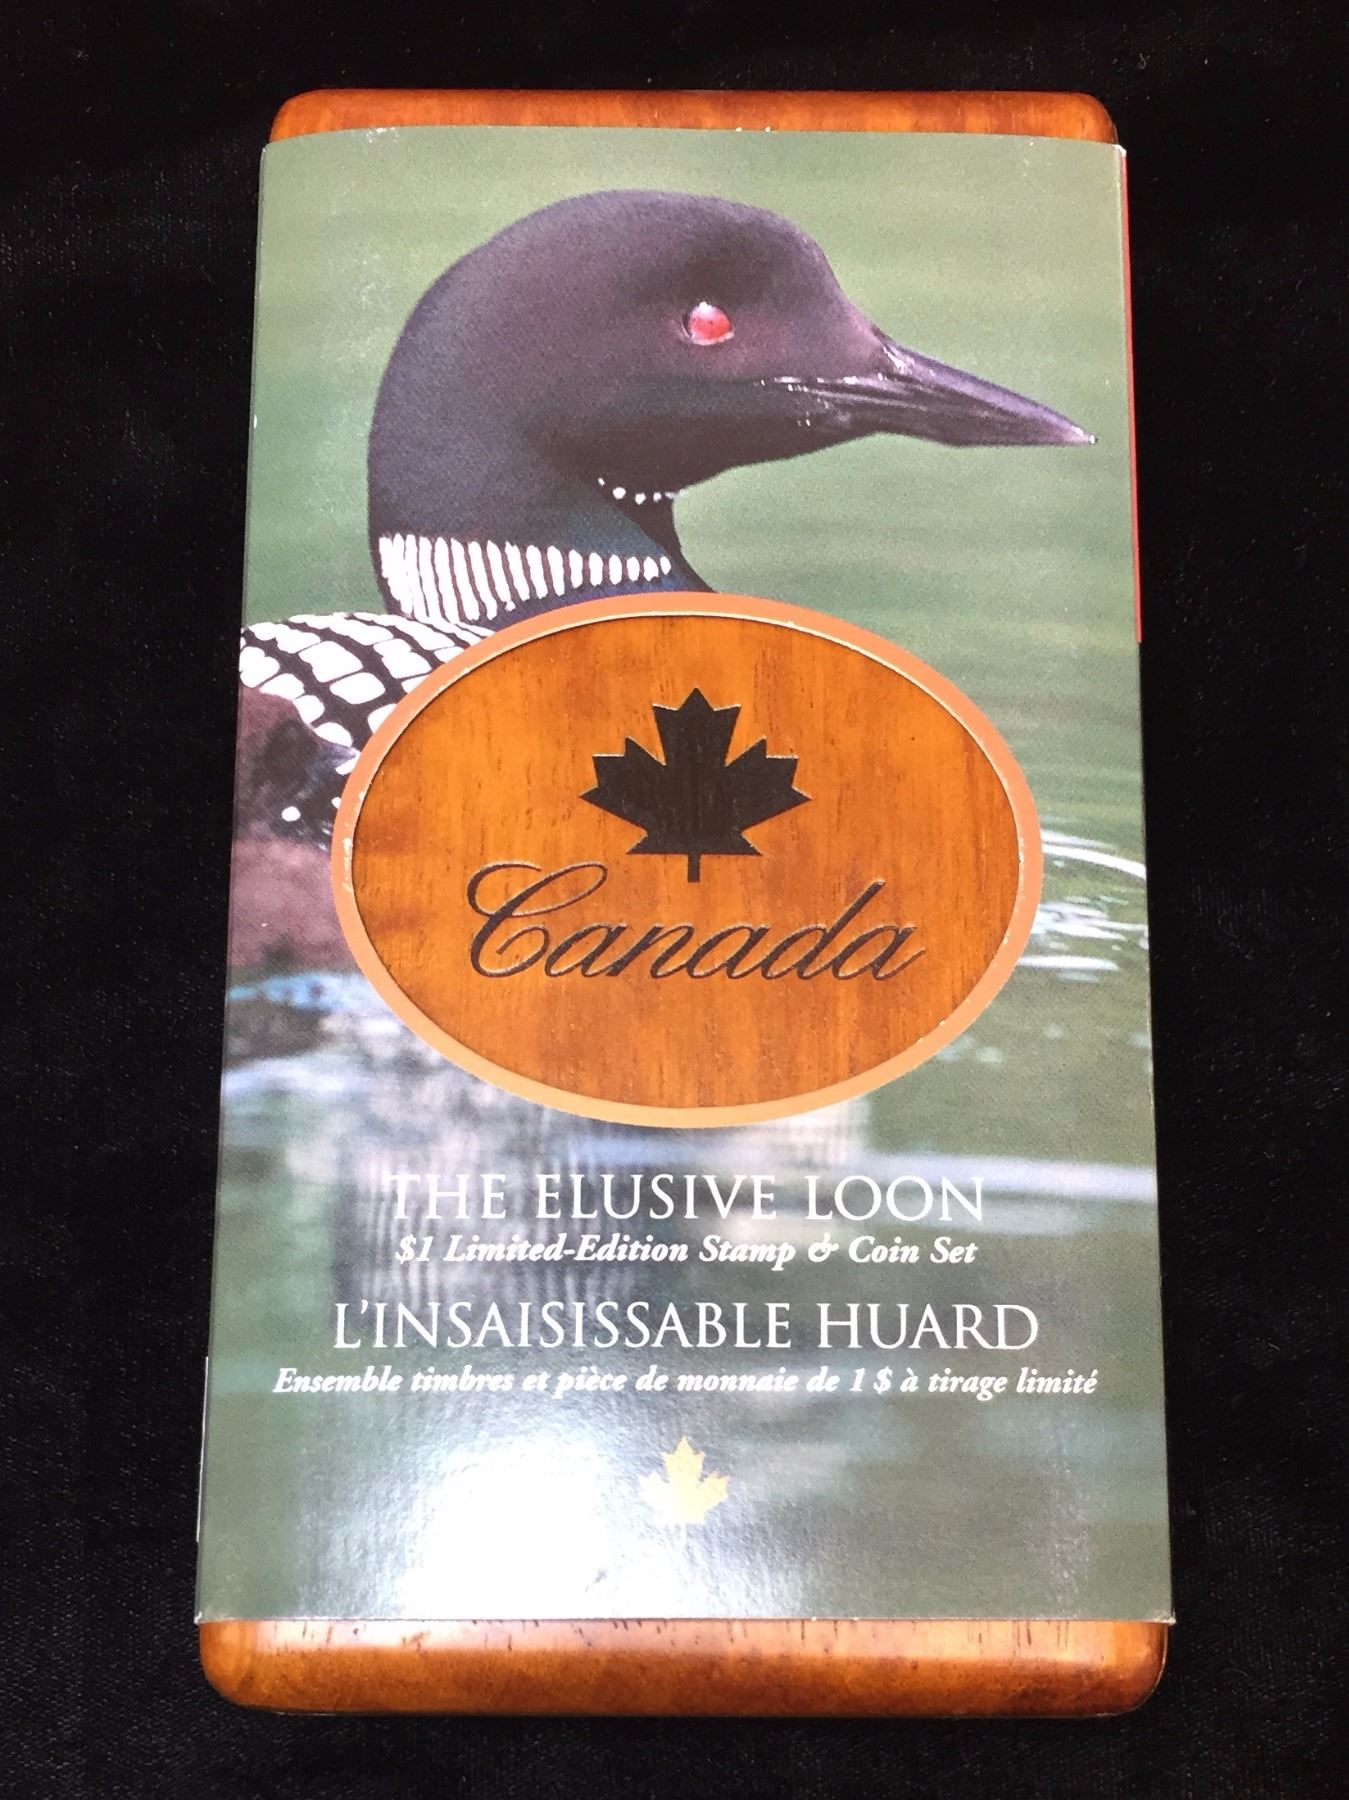 Canada
THE ELUSIVE LOON
$1 Limited-Edition Stamp & Coin Set
L'INSAISISSABLE HUARD
Ensemble timbres et pièce de monnaie de 1 $ à tirage limité